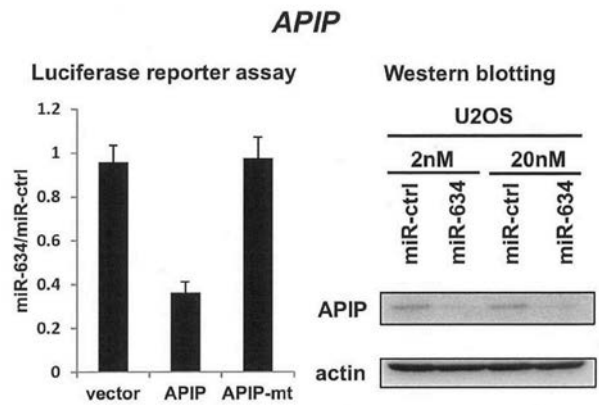 APIP
Luciferase reporter assay
miR-634/miR-ctrl
1.2
1
0.8
0.6
0.4
0.2
0
vector APIP APIP-mt
Western blotting
U2OS
2nM 20nM
miR-ctrl miR-634 miR-ctrl miR-634
APIP
actin